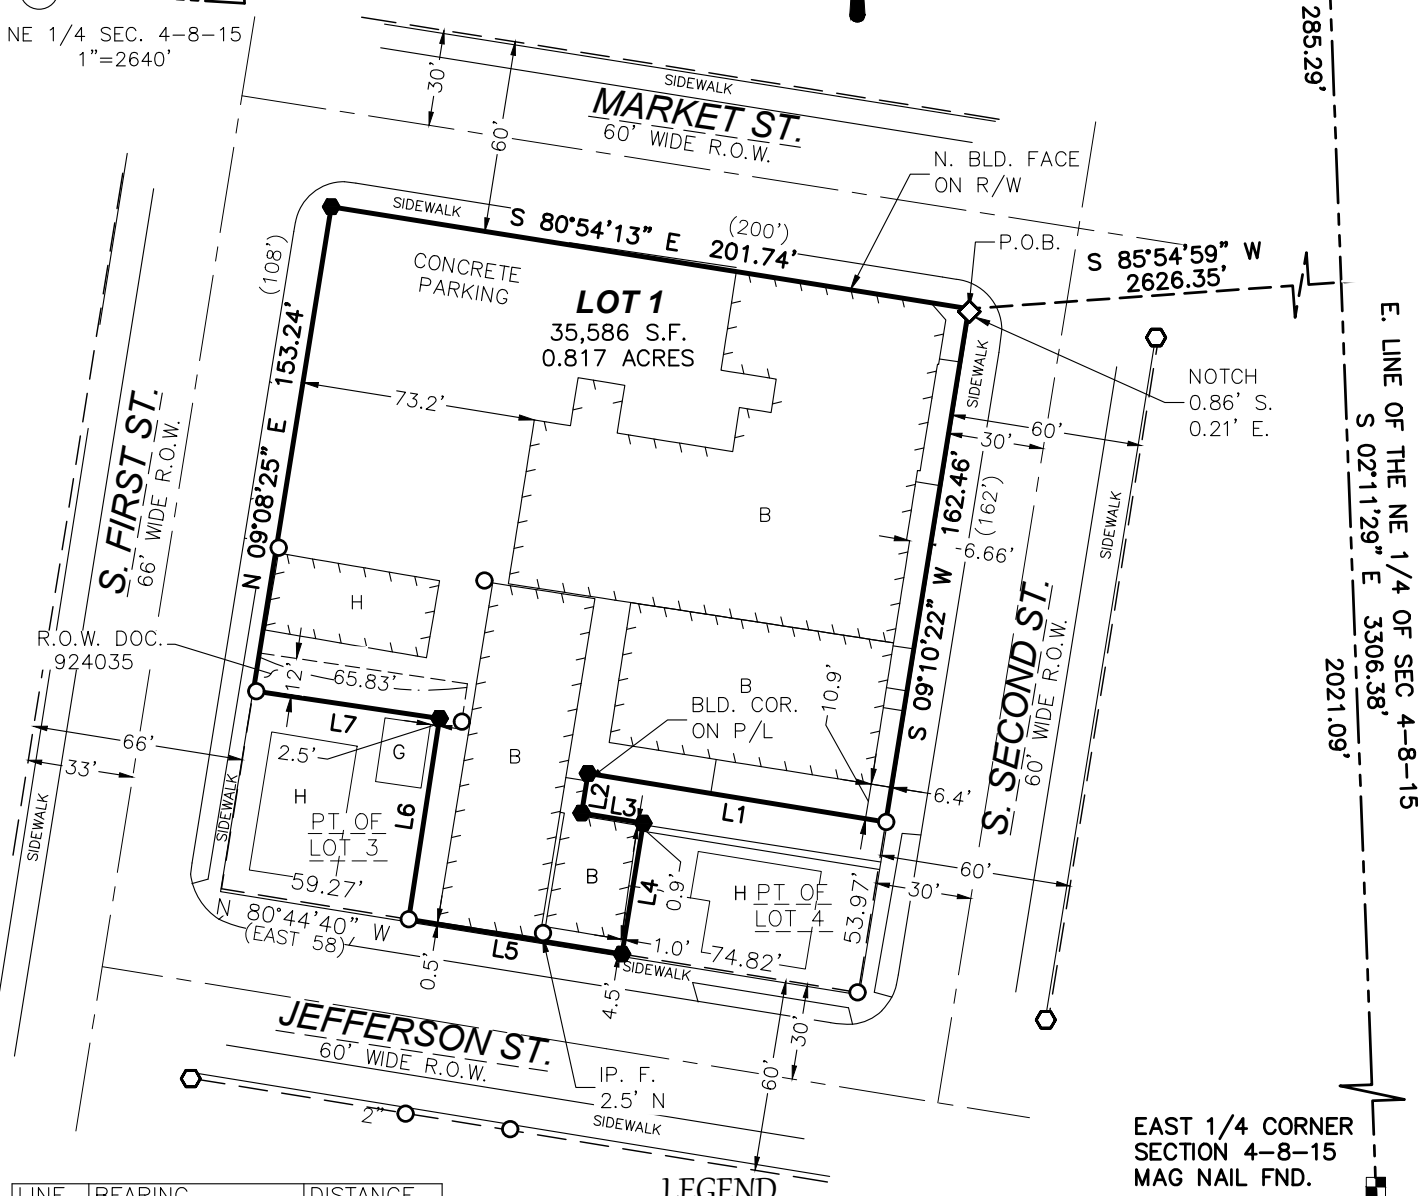 NE 1/4 SEC. 4-8-15
1"=2640'
285.29'
30'
60'
SIDEWALK
MARKET ST.
60' WIDE R.O.W.
N. BLD. FACE
ON R/W
SIDEWALK
S 80°54'13" E 201.74'
(200')
P.O.B.
S 85°54'59" W
2626.35'
(108')
CONCRETE
PARKING
LOT 1
35,586 S.F.
0.817 ACRES
N 09°08'25" E 153.24'
73.2'
SIDEWALK
NOTCH
0.86' S.
0.21' E.
60'
30'
E. LINE OF THE NE 1/4 OF SEC 4-8-15
S 02°11'29" E 3306.38'
2021.09'
S. FIRST ST.
66' WIDE R.O.W.
B
S 09°10'22" W 162.46'
(162')
6.66'
SIDEWALK
H
R.O.W. DOC.
924035
12'
65.83'
S. SECOND ST.
60' WIDE R.O.W.
B
BLD. COR.
ON P/L
10.9'
L7
2.5'
G
B
66'
33'
6.4'
L2
L3
L1
H
PT OF
LOT 3
L6
SIDEWALK
SIDEWALK
59.27'
B
L4
0.9'
H PT OF
LOT 4
53.97'
60'
30'
N 80°44'40" W
(EAST 58)
L5
1.0'
74.82'
SIDEWALK
0.5'
4.5'
JEFFERSON ST.
60' WIDE R.O.W.
30'
60'
IP. F.
2.5' N
2"
SIDEWALK
EAST 1/4 CORNER
SECTION 4-8-15
MAG NAIL FND.
LINE BEARING DISTANCE
LEGEND